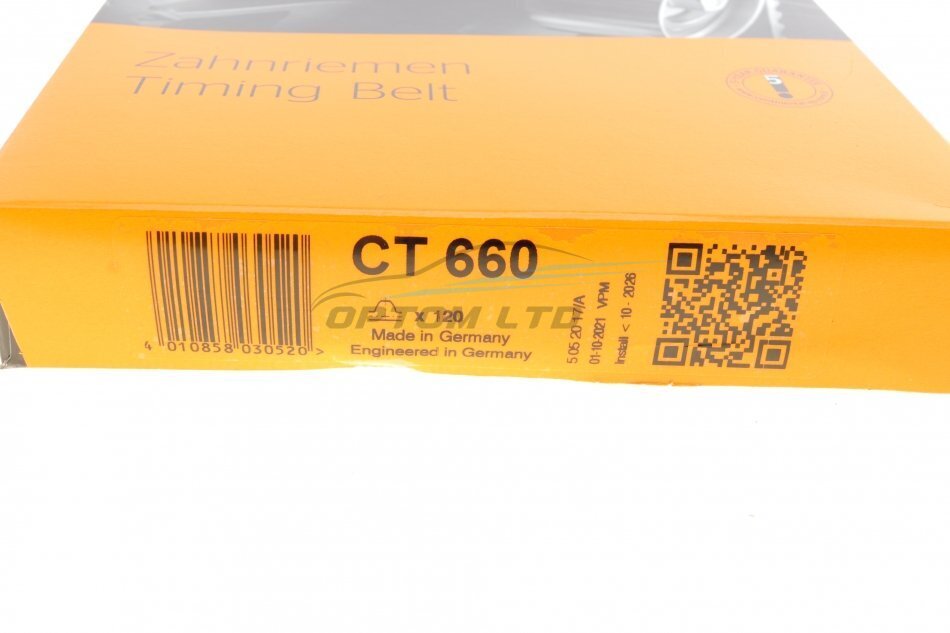 Zahnriemen
Timing Belt
5
CT 660
x 120
Made in Germany
Engineered in Germany
4 010858 030520 >
5 05 2017/A
01-10-2021 VPM
Install < 10 - 2026
OPTOM LTD